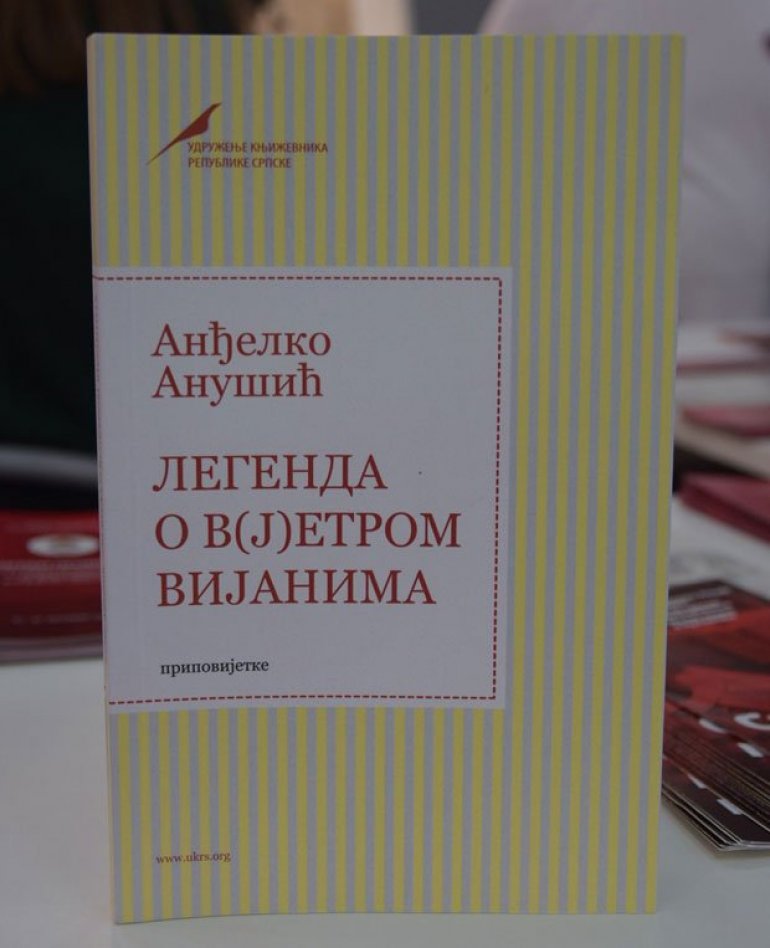 УДРУЖЕЊЕ КЊИЖЕВНИКА
РЕПУБЛИКЕ СРПСКЕ
Анђелко
Анушић
ЛЕГЕНДА
О В(Ј)ЕТРОМ
ВИЈАНИМА
приповијетке
www.ukrs.org